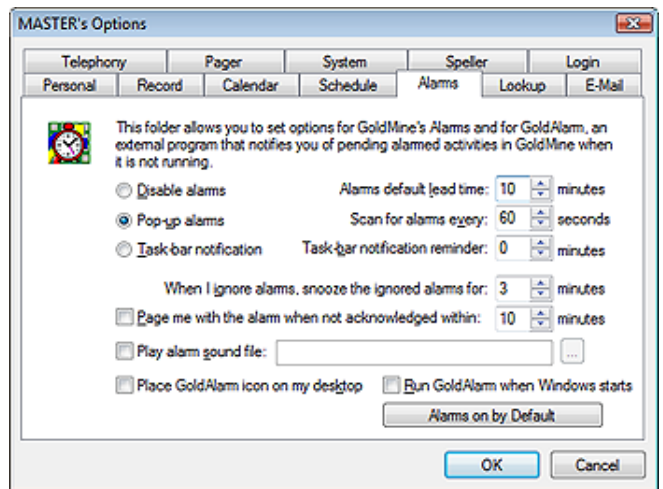 MASTER's Options
Telephony Pager System Speller Login
Personal Record Calendar Schedule Alarms Lookup E-Mail
This folder allows you to set options for GoldMine's Alarms and for GoldAlarm, an
external program that notifies you of pending alarmed activities in GoldMine when
it is not running.
Disable alarms Alarms default lead time: 10 minutes
Pop-up alarms Scan for alarms every: 60 seconds
Task-bar notification Task-bar notification reminder: 0 minutes
When I ignore alarms, snooze the ignored alarms for: 3 minutes
Page me with the alarm when not acknowledged within: 10 minutes
Play alarm sound file: ...
Place GoldAlarm icon on my desktop Run GoldAlarm when Windows starts
Alarms on by Default
OK Cancel